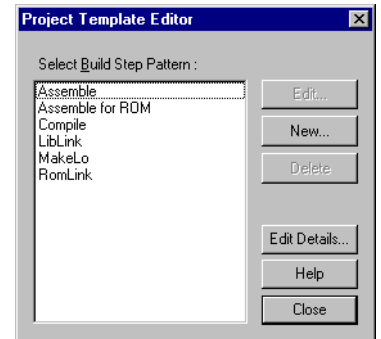 Project Template Editor
Select Build Step Pattern :
Assemble
Assemble for ROM
Compile
LibLink
MakeLo
RomLink
Edit...
New...
Delete
Edit Details...
Help
Close